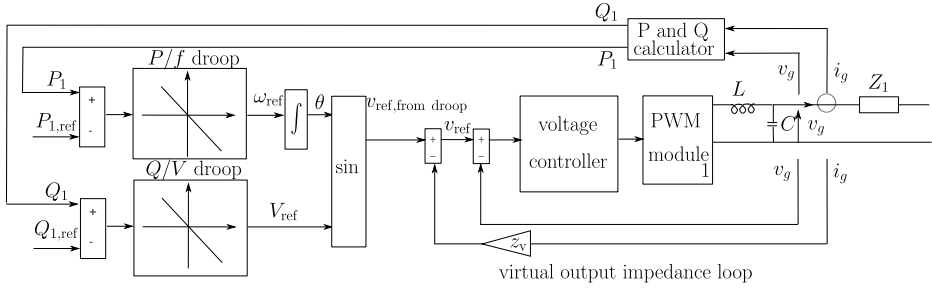 Q1
P and Q
calculator
P1
P/f droop
P1
+
-
P1,ref
ωref
∫
θ
sin
vref,from droop
vref
+
−
+
−
voltage
controller
PWM
module
1
L
C
vg
ig
vg
Z1
vg
ig
Q/V droop
Q1
+
-
Q1,ref
Vref
zv
virtual output impedance loop